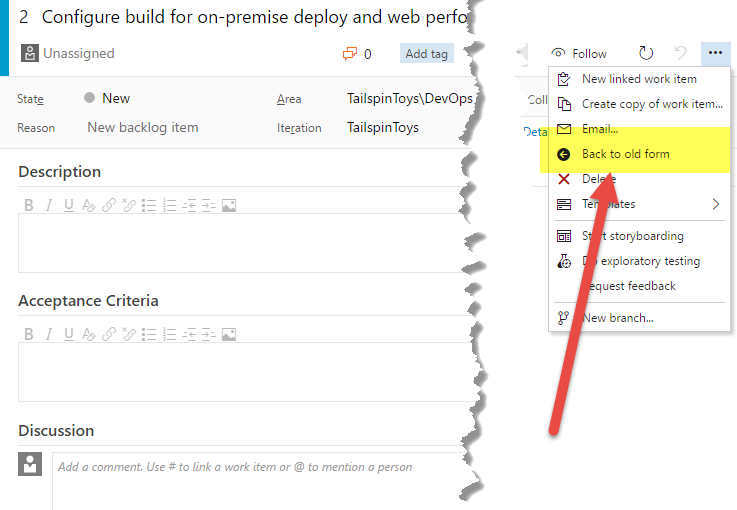 2 Configure build for on-premise deploy and web perfo
Unassigned 0 Add tag
Follow
State New Area TailspinToys\DevOps
Reason New backlog item Iteration TailspinToys
Coll
Deta
New linked work item
Create copy of work item...
Email...
Back to old form
Delete
Templates
Start storyboarding
Do exploratory testing
Request feedback
New branch...
Description
B I U
Acceptance Criteria
B I U
Discussion
Add a comment. Use # to link a work item or @ to mention a person